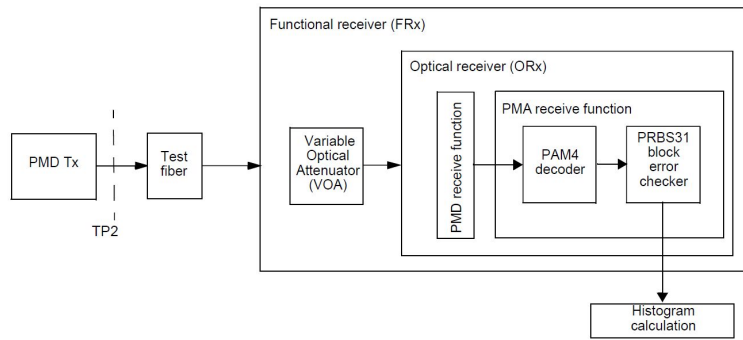 Functional receiver (FRx)
Optical receiver (ORx)
PMA receive function
PMD Tx
Test
fiber
Variable
Optical
Attenuator
(VOA)
PMD receive function
PAM4
decoder
PRBS31
block
error
checker
TP2
Histogram
calculation